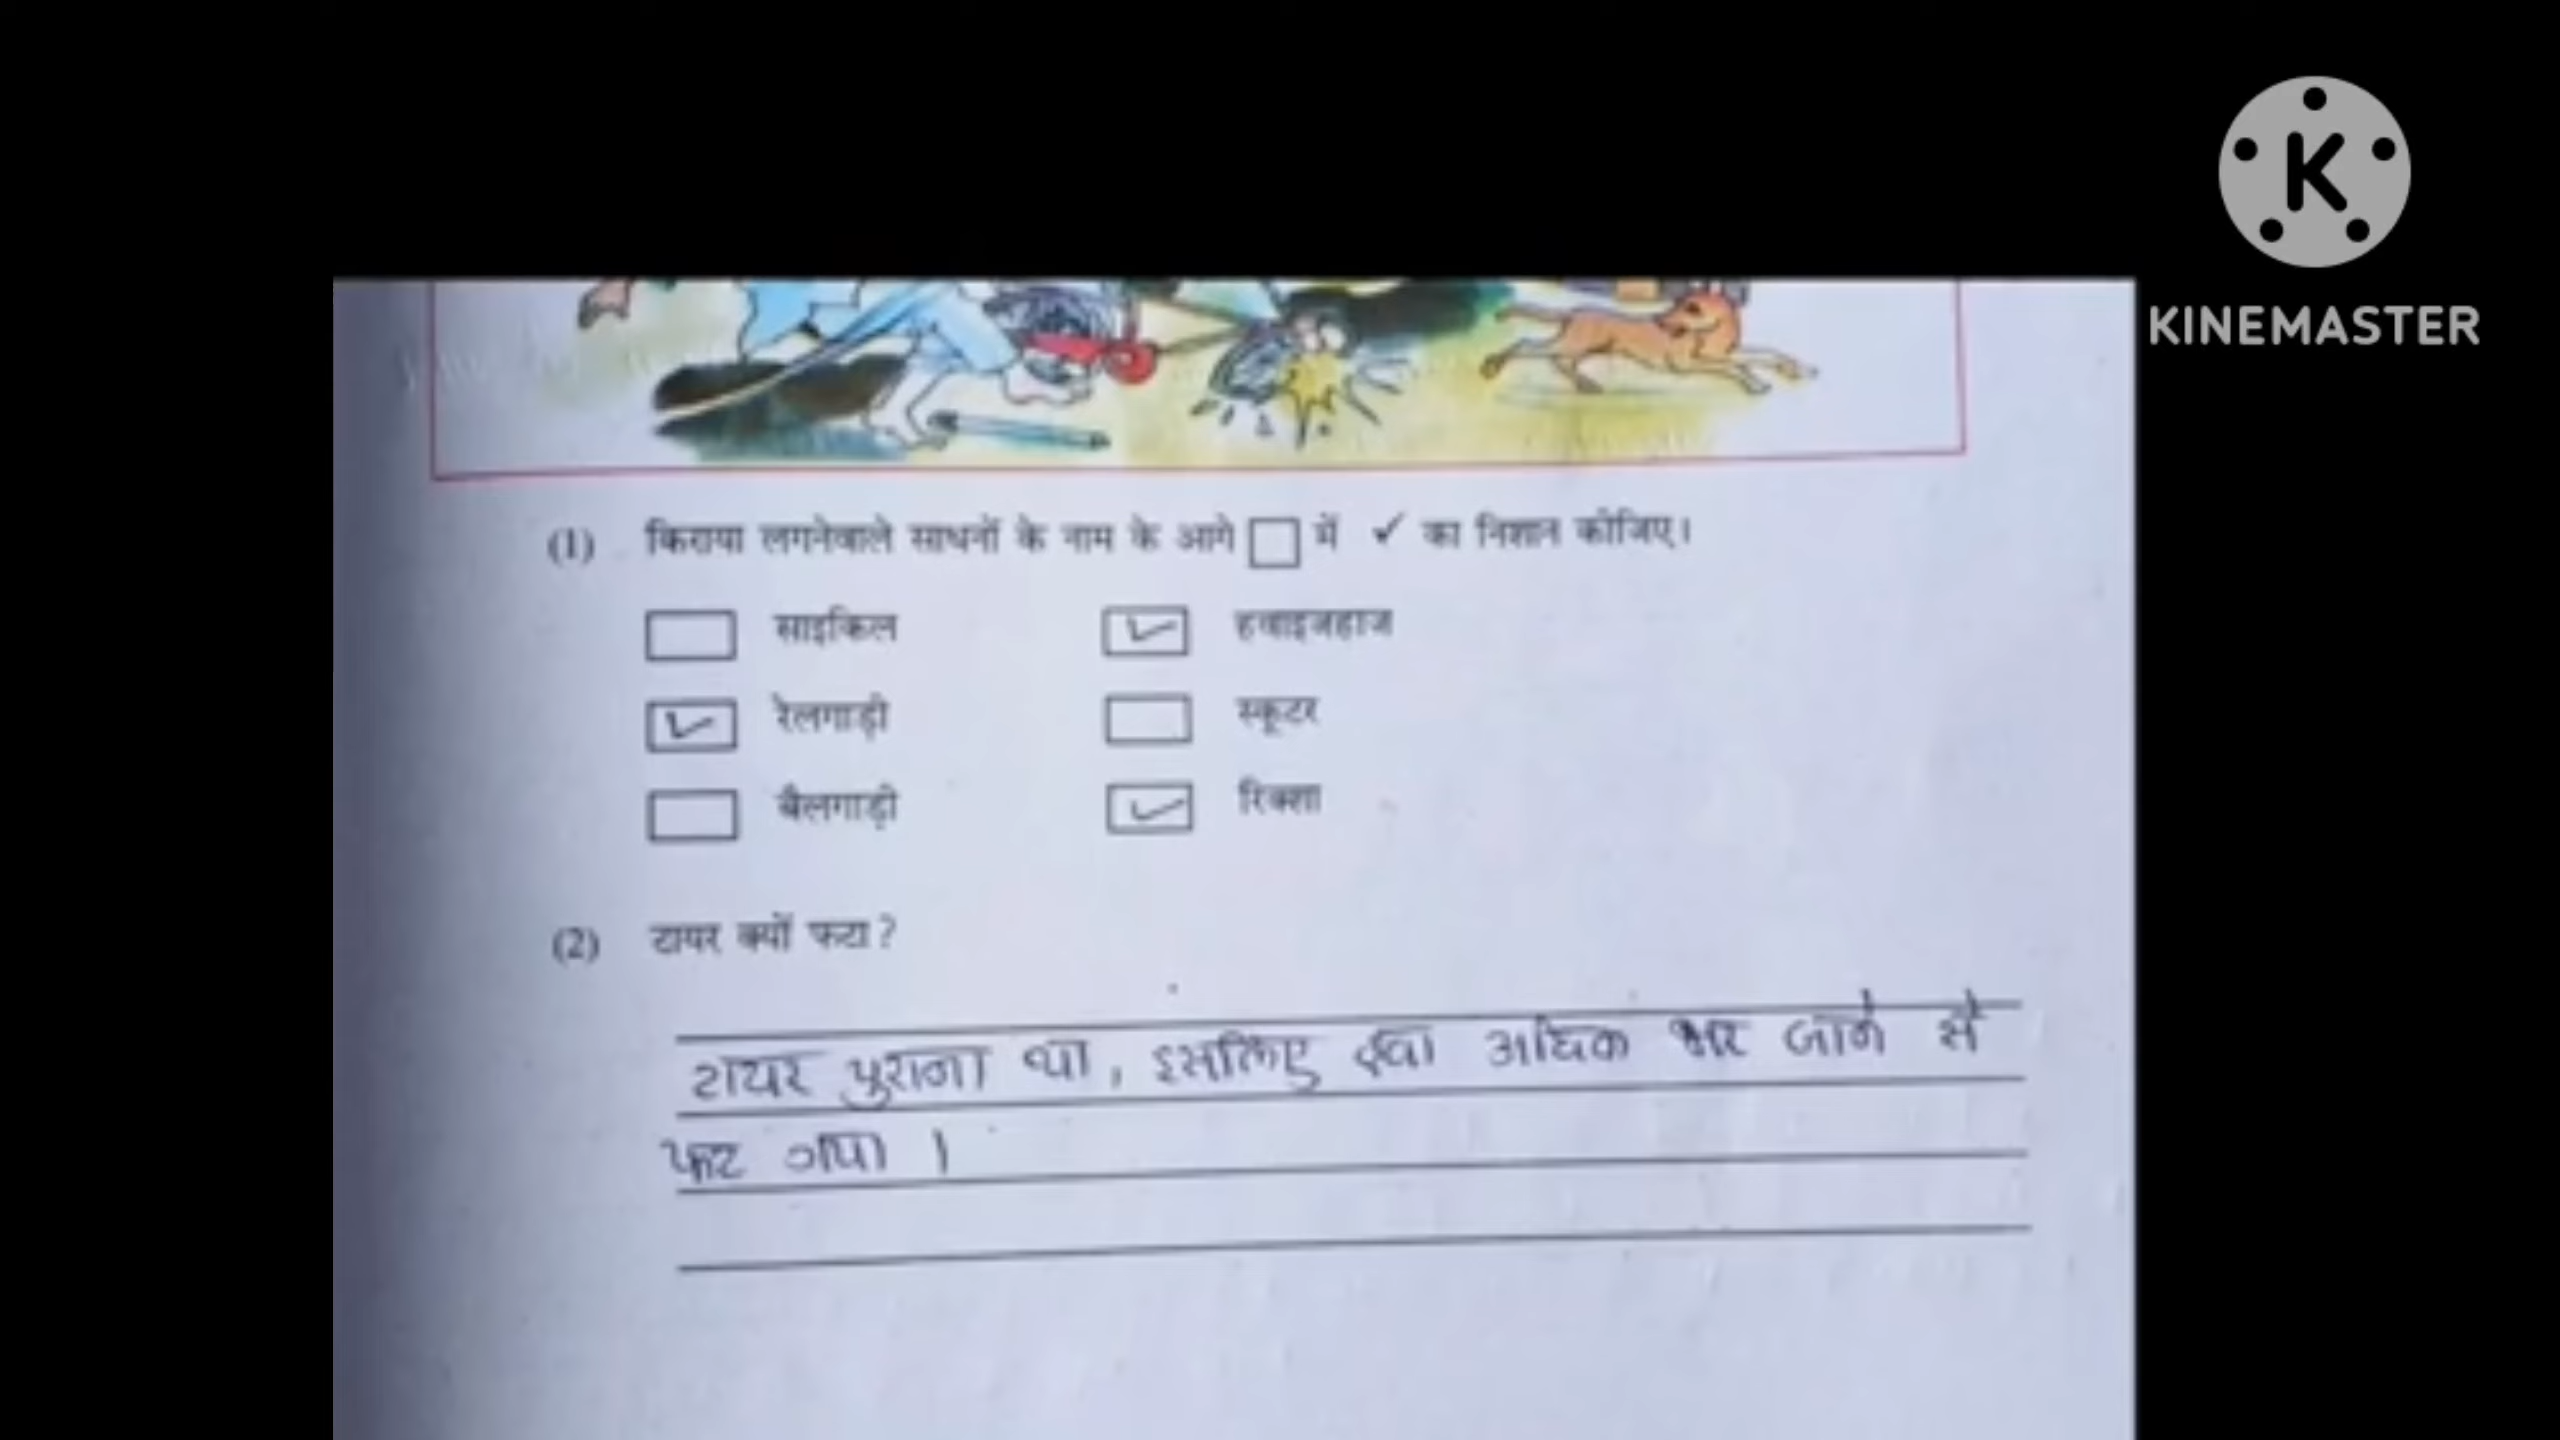 KINEMASTER
(1) किराया लगनेवाले साधनों के नाम के आगे □ में ✓ का निशान कीजिए।
□ साइकिल ☑ हवाइजहाज
☑ रेलगाड़ी □ स्कूटर
□ बैलगाड़ी ☑ रिक्शा
(2) टायर क्यों फटा?
टायर पुराना था, इसलिए हवा अधिक भर जाने से
फट गया ।